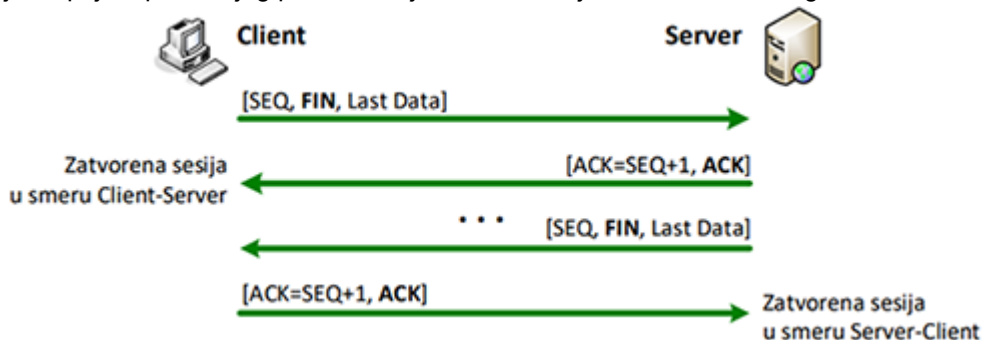 Client
Server
[SEQ, FIN, Last Data]
Zatvorena sesija
u smeru Client-Server
[ACK=SEQ+1, ACK]
. . .
[SEQ, FIN, Last Data]
[ACK=SEQ+1, ACK]
Zatvorena sesija
u smeru Server-Client